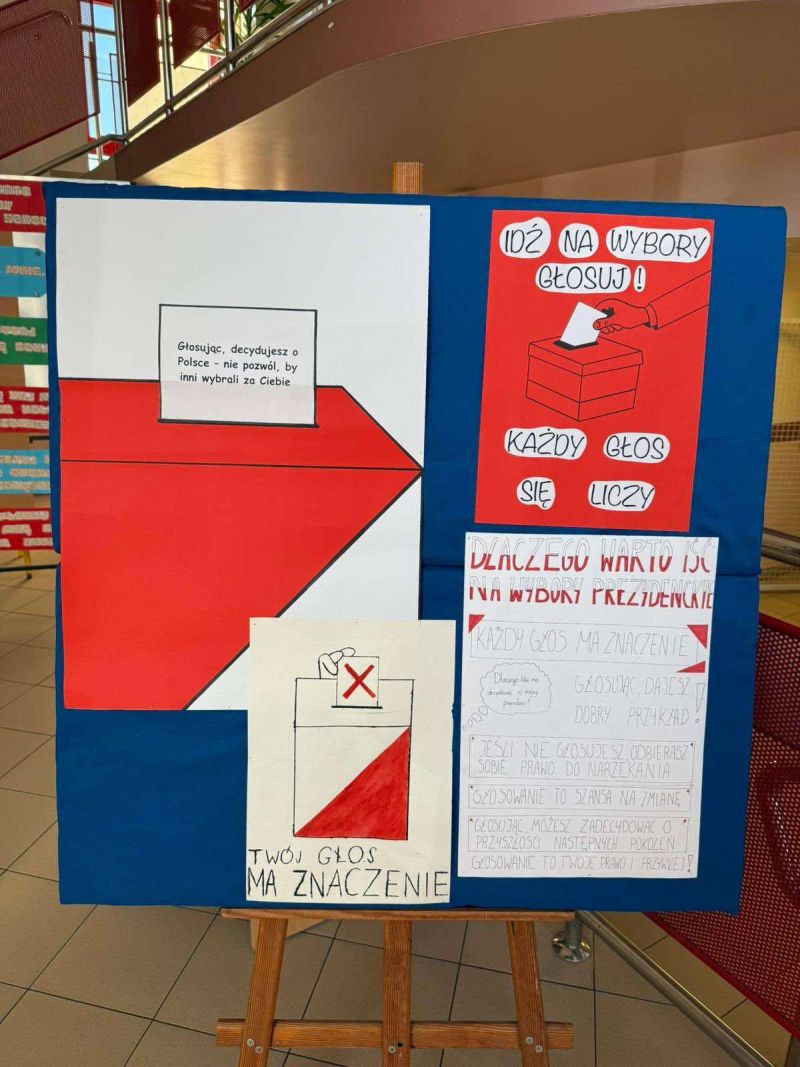 Głosując, decydujesz o
Polsce - nie pozwól, by
inni wybrali za Ciebie
IDŹ NA WYBORY
GŁOSUJ!
KAŻDY GŁOS
SIĘ LICZY
TWÓJ GŁOS
MA ZNACZENIE
DLACZEGO WARTO IŚĆ
NA WYBORY PREZYDENCKIE
KAŻDY GŁOS MA ZNACZENIE
Dlaczego
decydować o mojej
GŁOSUJĄC, DAJESZ
DOBRY PRZYKŁAD!
JEŚLI NIE GŁOSUJESZ, ODBIERASZ
SOBIE PRAWO DO NARZEKANIA
GŁOSOWANIE TO SZANSA NA ZMIANĘ
GŁOSUJĄC, MOŻESZ ZADECYDOWAĆ O
PRZYSZŁOŚCI NASTĘPNYCH POKOLEŃ
GŁOSOWANIE TO TWOJE PRAWO I PRZYWILEJ!